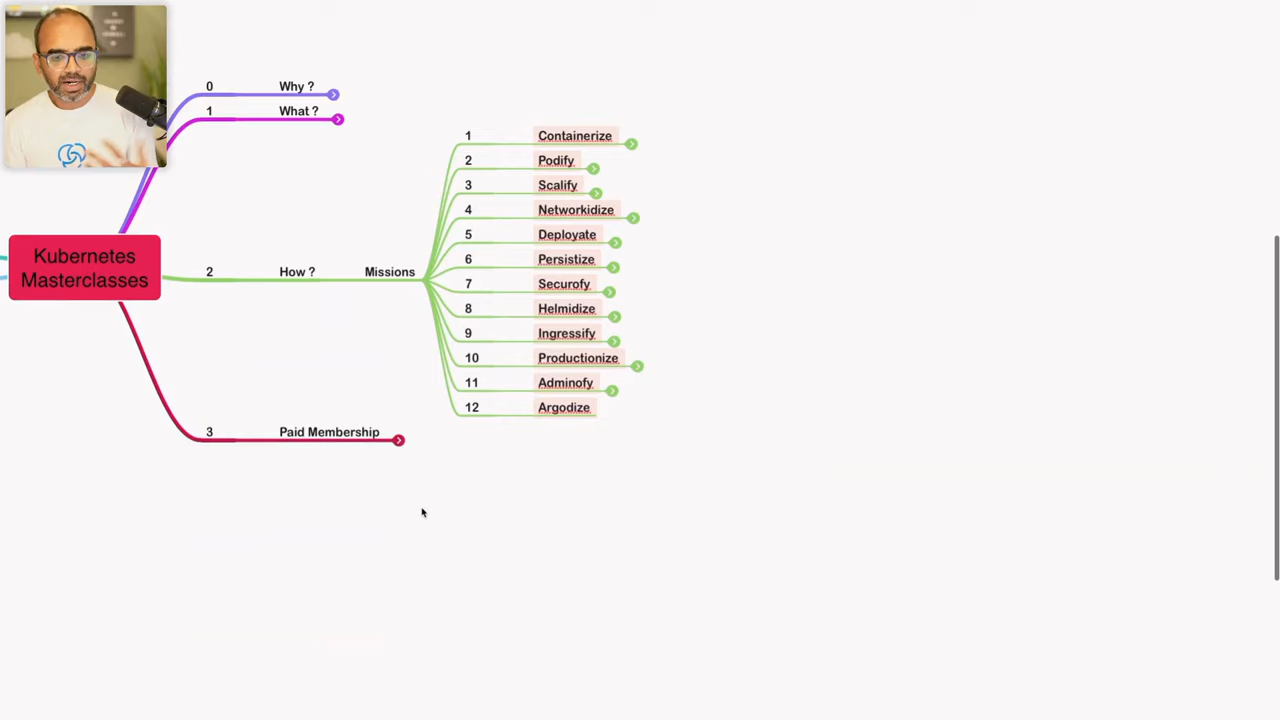 0 Why ?
1 What ?
Kubernetes
Masterclasses
2 How ? Missions
1 Containerize
2 Podify
3 Scalify
4 Networkidize
5 Deployate
6 Persistize
7 Securofy
8 Helmidize
9 Ingressify
10 Productionize
11 Adminofy
12 Argodize
3 Paid Membership